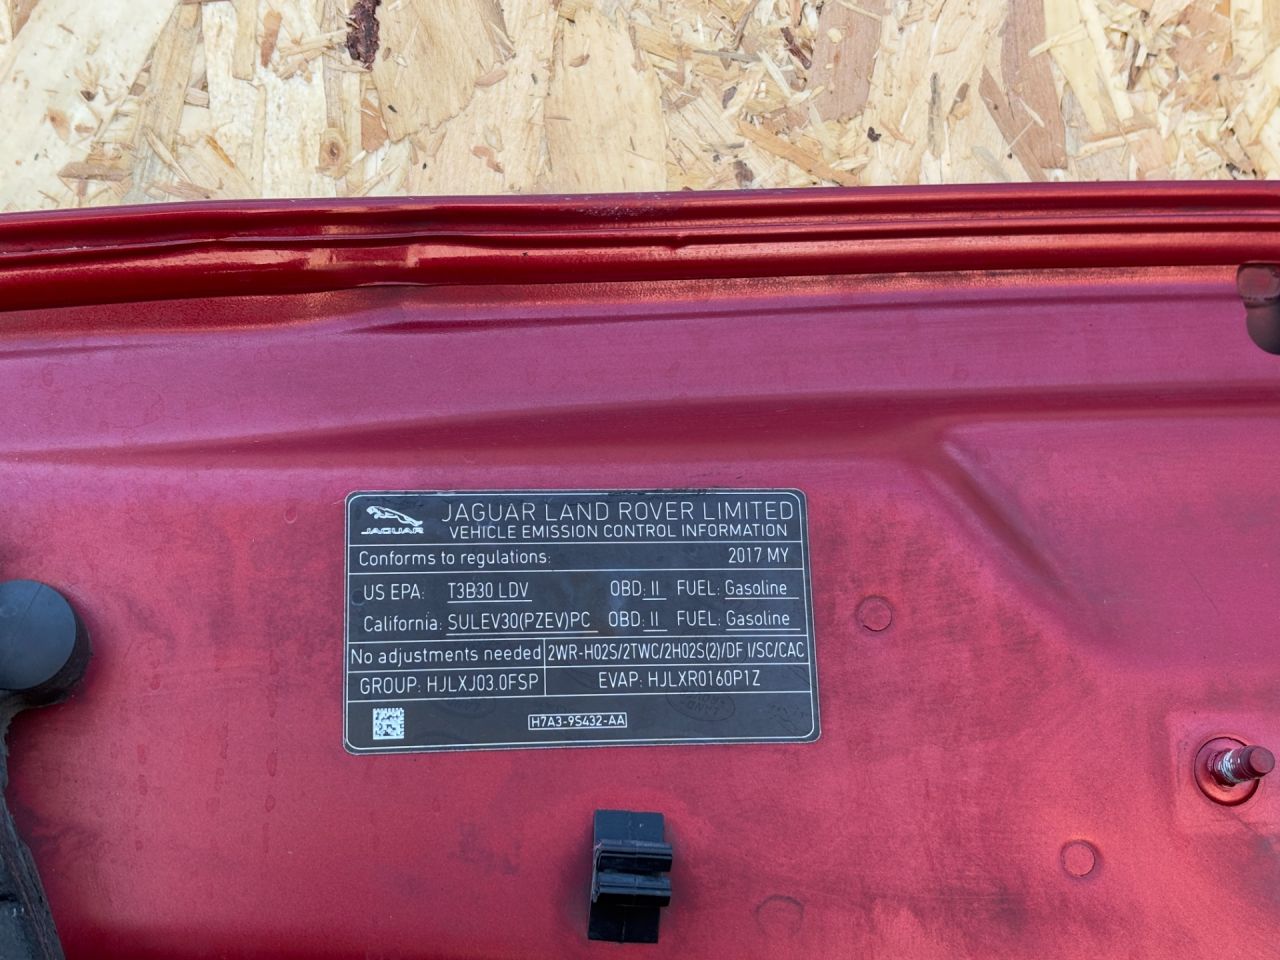 JAGUAR LAND ROVER LIMITED
JAGUAR
VEHICLE EMISSION CONTROL INFORMATION
Conforms to regulations: 2017 MY
US EPA: T3B30 LDV OBD: II FUEL: Gasoline
California: SULEV30(PZEV)PC OBD: II FUEL: Gasoline
No adjustments needed 2WR-HO2S/2TWC/2HO2S(2)/DF I/SC/CAC
GROUP: HJLXJ03.0FSP EVAP: HJLXR0160P1Z
H7A3-9S432-AA